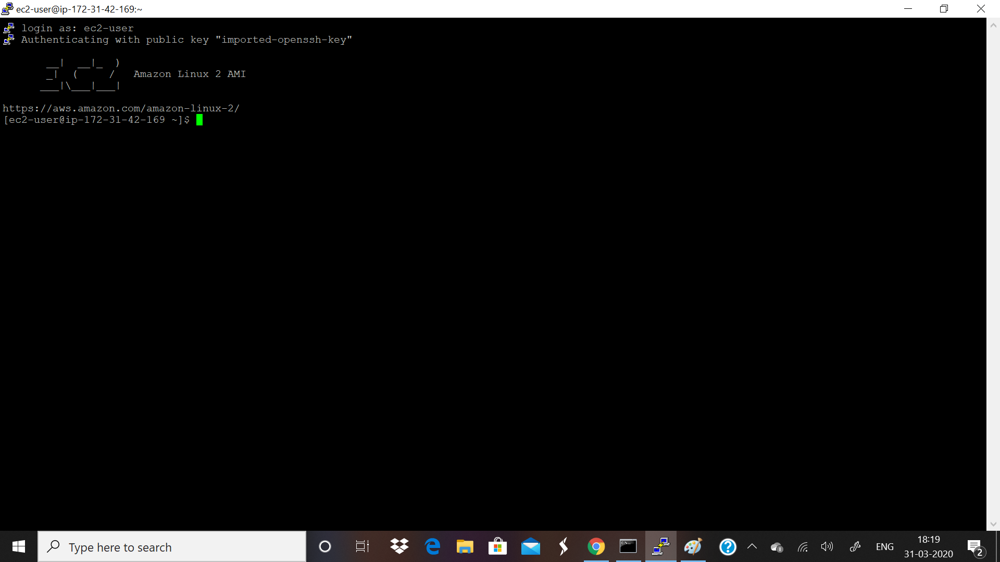 ec2-user@ip-172-31-42-169:~
login as: ec2-user
Authenticating with public key "imported-openssh-key"
__|  __|_  )
_|  (     /   Amazon Linux 2 AMI
___|\___|___|
https://aws.amazon.com/amazon-linux-2/
[ec2-user@ip-172-31-42-169 ~]$
Type here to search
ENG
18:19
31-03-2020
2